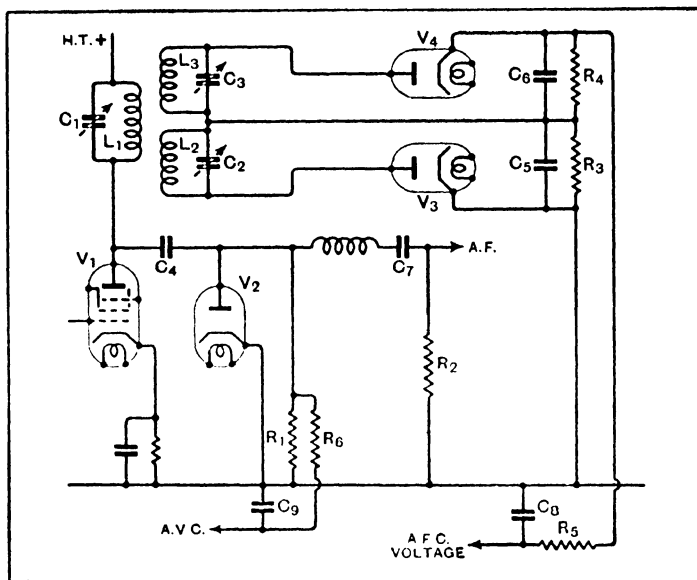 H.T.+
V4
L3
C3
C6
R4
C1
L1
L2
C2
C5
R3
V3
V1
C4
V2
C7
A.F.
R2
R1
R6
C9
C8
A.V.C.
A.F.C.
VOLTAGE
R5